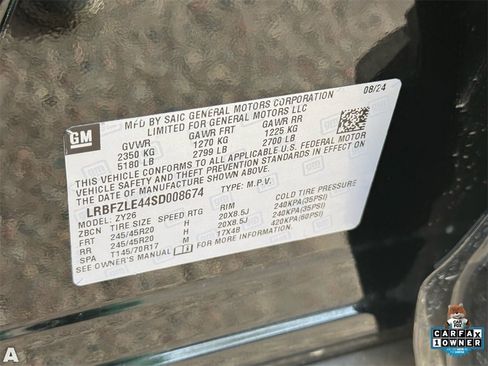 08/24
MFD BY SAIC GENERAL MOTORS CORPORATION
LIMITED FOR GENERAL MOTORS LLC
GM
GVWR GAWR FRT GAWR RR
2350 KG 1270 KG 1225 KG
5180 LB 2799 LB 2700 LB
THIS VEHICLE CONFORMS TO ALL APPLICABLE U.S. FEDERAL MOTOR
VEHICLE SAFETY AND THEFT PREVENTION STANDARDS IN EFFECT ON
THE DATE OF MANUFACTURE SHOWN ABOVE.
LRBFZLE44SD008674 TYPE: M.P.V.
MODEL: ZY26
ZBCN TIRE SIZE SPEED RTG RIM COLD TIRE PRESSURE
FRT 245/45R20 H 20X8.5J 240KPA(35PSI)
RR 245/45R20 H 20X8.5J 240KPA(35PSI)
SPA T145/70R17 M 17X4B 420KPA(60PSI)
SEE OWNER'S MANUAL
A
CARFAX
1 OWNER